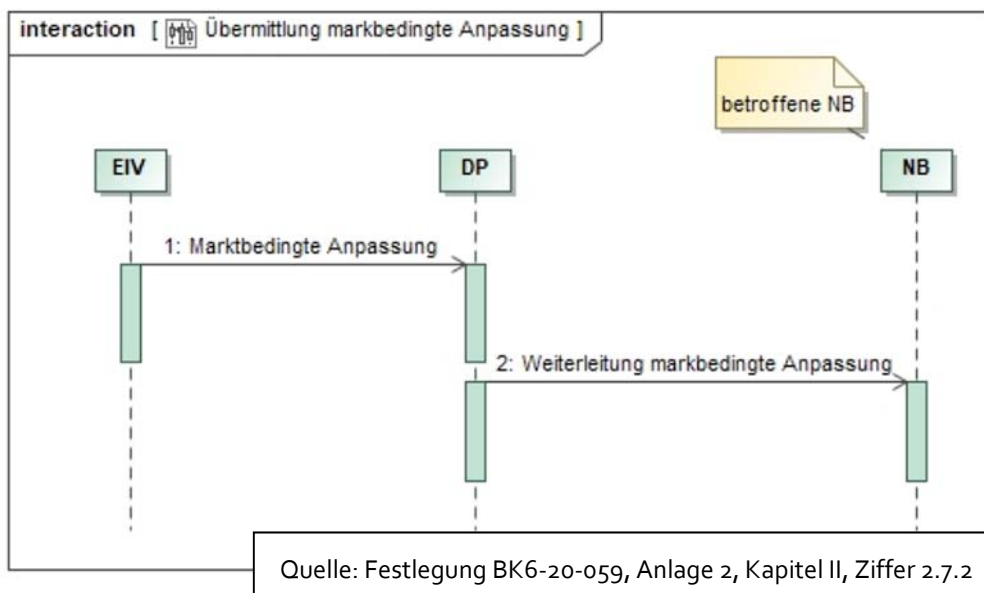 interaction [ Übermittlung markbedingte Anpassung ]
betroffene NB
EIV
DP
NB
1: Marktbedingte Anpassung
2: Weiterleitung markbedingte Anpassung
Quelle: Festlegung BK6-20-059, Anlage 2, Kapitel II, Ziffer 2.7.2